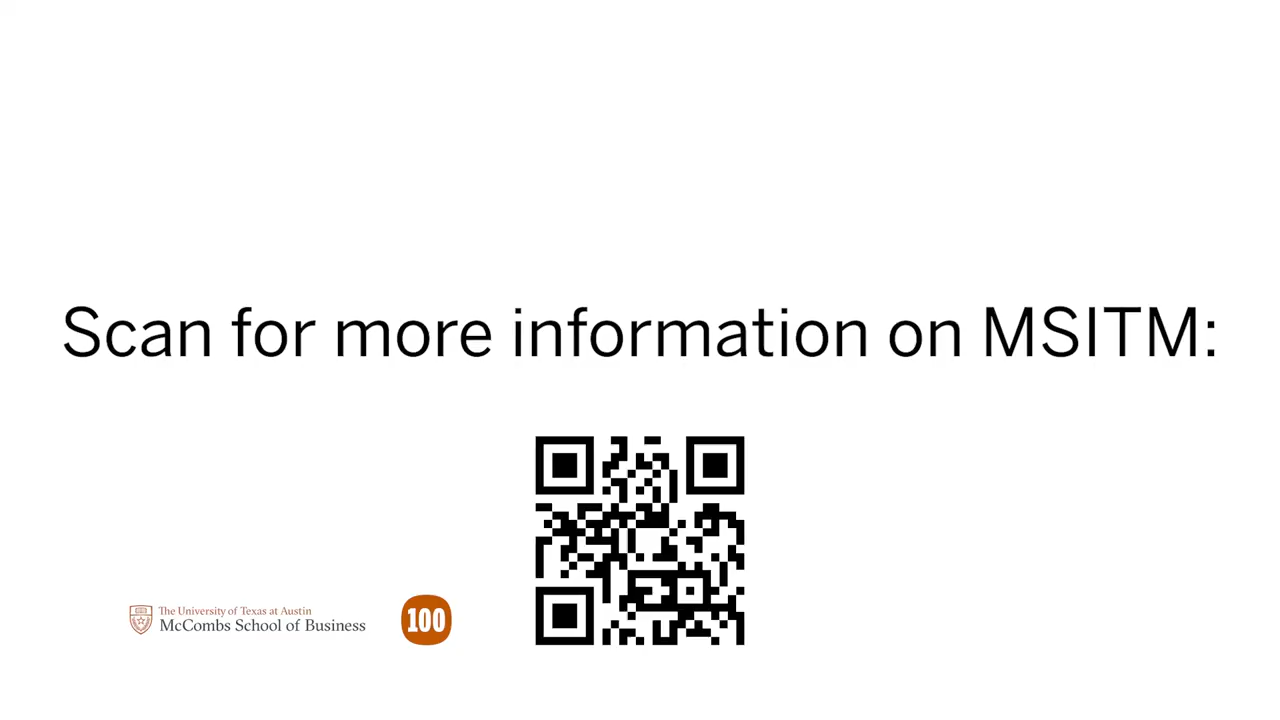 Scan for more information on MSITM:
The University of Texas at Austin
McCombs School of Business
100